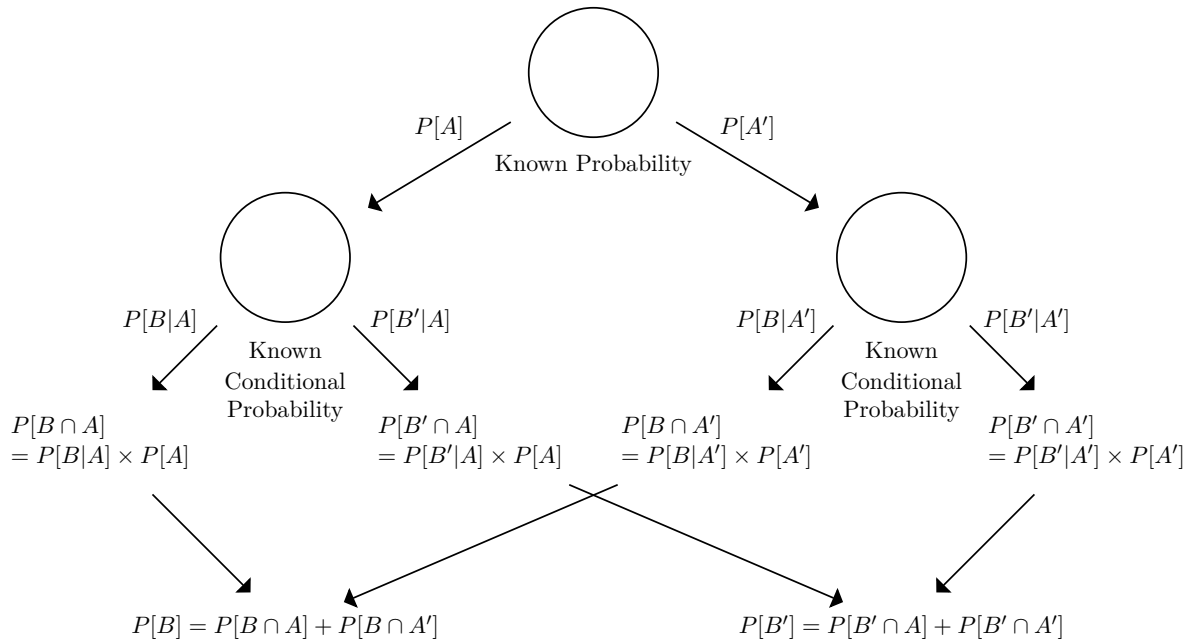 P[A]
P[A′]
Known Probability
P[B|A]
P[B′|A]
P[B|A′]
P[B′|A′]
Known
Conditional
Probability
Known
Conditional
Probability
P[B ∩ A]
= P[B|A] × P[A]
P[B′ ∩ A]
= P[B′|A] × P[A]
P[B ∩ A′]
= P[B|A′] × P[A′]
P[B′ ∩ A′]
= P[B′|A′] × P[A′]
P[B] = P[B ∩ A] + P[B ∩ A′]
P[B′] = P[B′ ∩ A] + P[B′ ∩ A′]